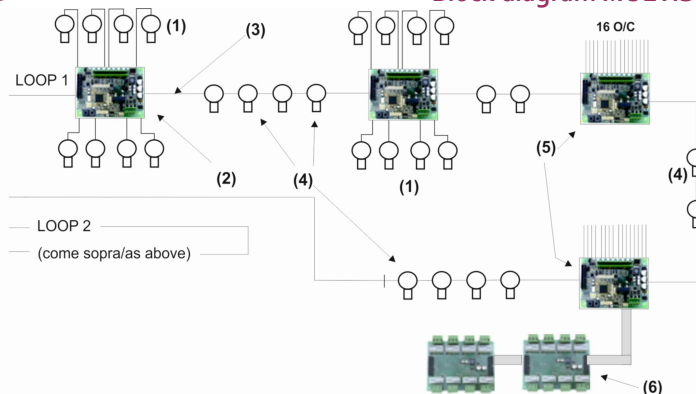 (1)
(3)
16 O/C
LOOP 1
(2)
(4)
(1)
(5)
(4)
LOOP 2
(come sopra/as above)
(6)